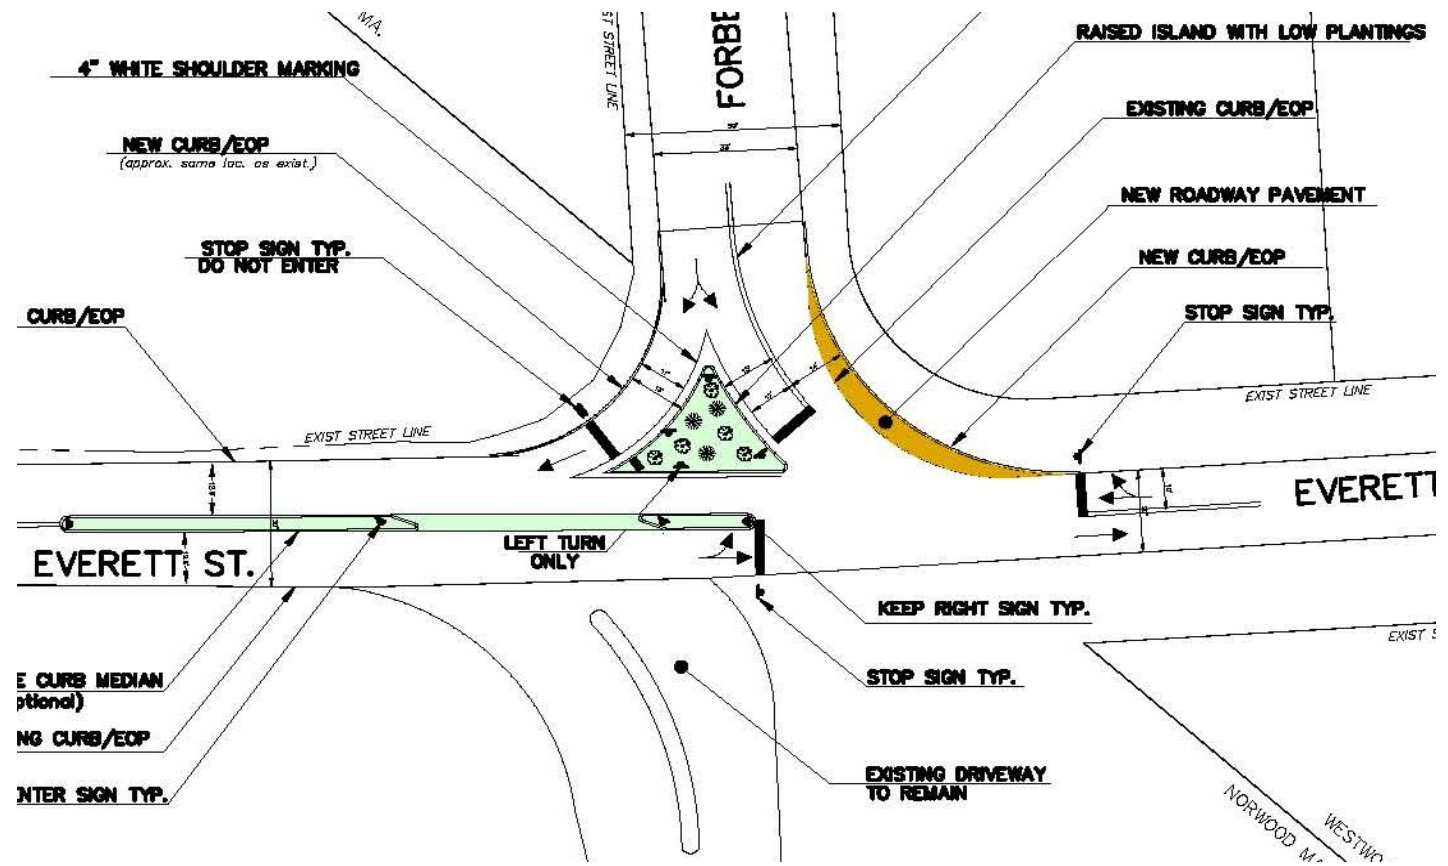 MA.
ST STREET LINE
FORBE
RAISED ISLAND WITH LOW PLANTINGS
4" WHITE SHOULDER MARKING
EXISTING CURB/EOP
NEW CURB/EOP
(approx. same loc. as exist.)
NEW ROADWAY PAVEMENT
STOP SIGN TYP.
DO NOT ENTER
NEW CURB/EOP
CURB/EOP
STOP SIGN TYP.
EXIST STREET LINE
EXIST STREET LINE
EVERETT
LEFT TURN
ONLY
EVERETT ST.
KEEP RIGHT SIGN TYP.
EXIST S
E CURB MEDIAN
ptional)
STOP SIGN TYP.
NG CURB/EOP
EXISTING DRIVEWAY
TO REMAIN
NTER SIGN TYP.
WESTWO
NORWOOD MA